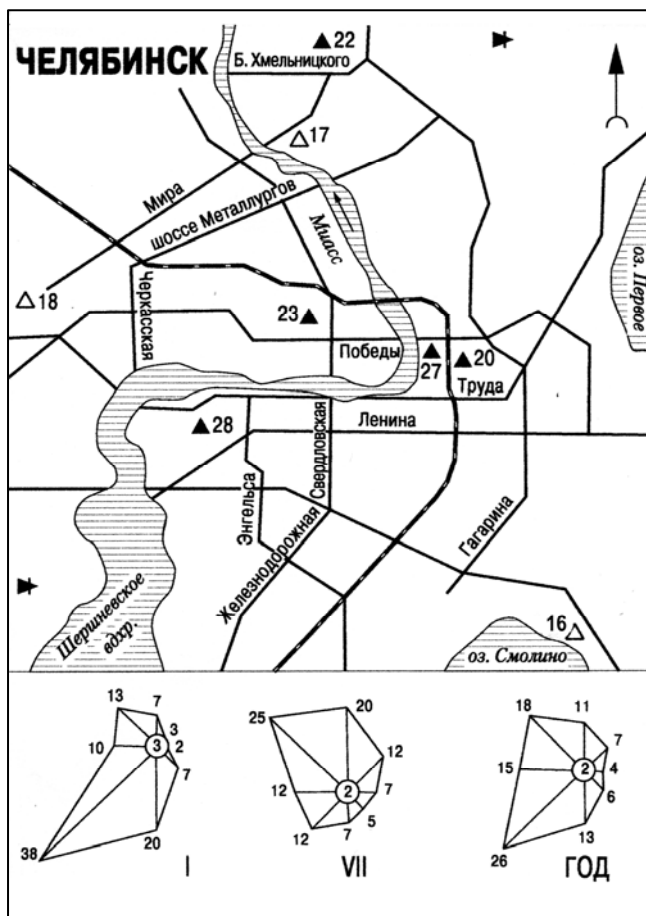 22
ЧЕЛЯБИНСК
Б. Хмельницкого
17
Мира
шоссе Металлургов
Миасс
оз. Первое
18
Черкасская
23
Победы
27
20
Труда
28
Ленина
Свердловская
Энгельса
Железнодорожная
Гагарина
Шершневское
вдхр.
16
оз. Смолино
13
7
3
10
3
2
7
38
20
I
25
20
12
12
2
7
12
7
5
VII
18
11
7
15
2
4
6
26
13
ГОД